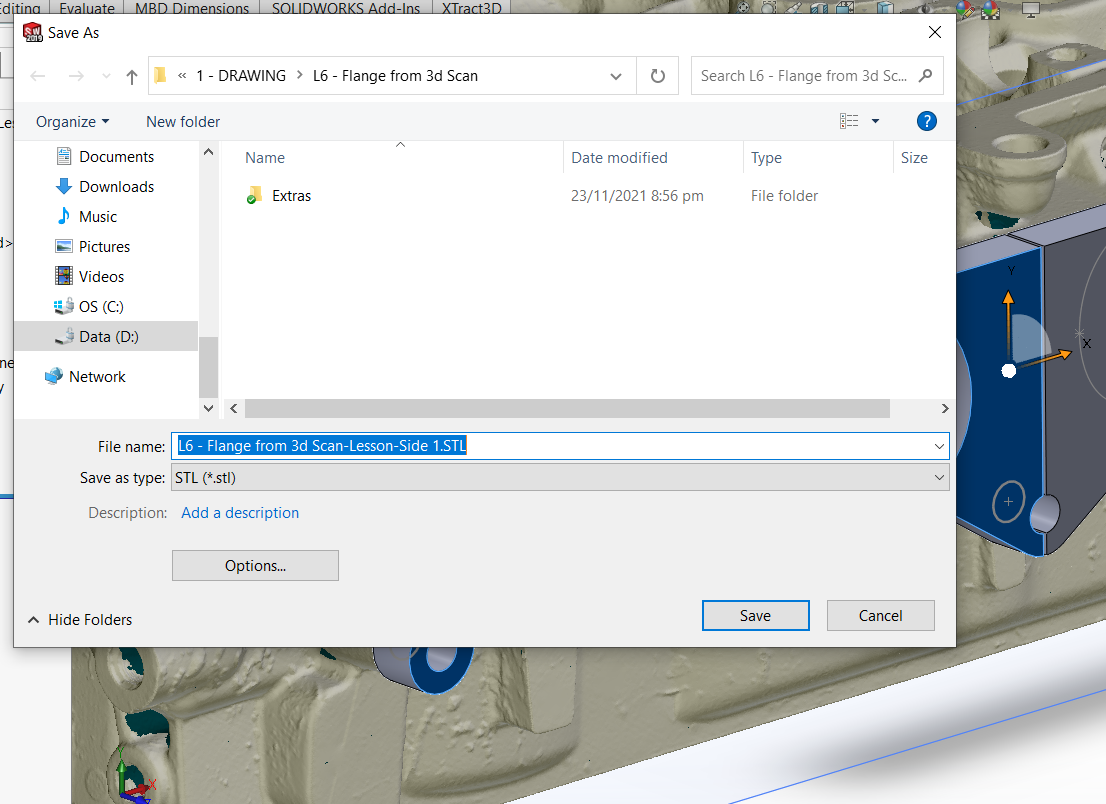 Editing Evaluate MBD Dimensions SOLIDWORKS Add-Ins XTract3D
SW 2019 Save As
« 1 - DRAWING > L6 - Flange from 3d Scan
Search L6 - Flange from 3d Sc...
Organize New folder ?
Name Date modified Type Size
Extras 23/11/2021 8:56 pm File folder
Documents
Downloads
Music
Pictures
Videos
OS (C:)
Data (D:)
Network
File name: L6 - Flange from 3d Scan-Lesson-Side 1.STL
Save as type: STL (*.stl)
Description: Add a description
Options...
Hide Folders Save Cancel
Y
X